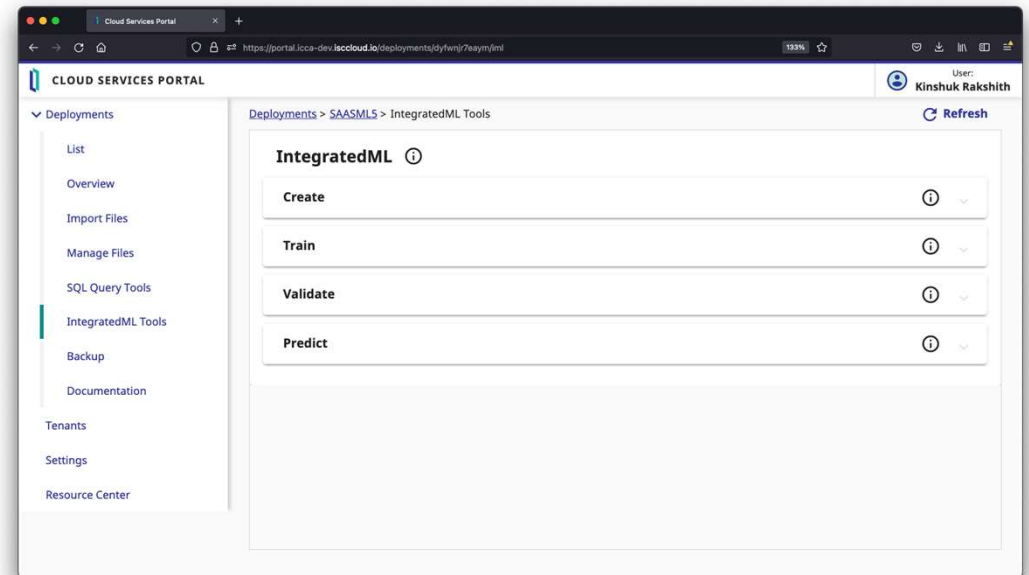 Cloud Services Portal
https://portal.icca-dev.isccloud.io/deployments/dyfwnjr7eaym/iml
133%
CLOUD SERVICES PORTAL
User:
Kinshuk Rakshith
Deployments
List
Overview
Import Files
Manage Files
SQL Query Tools
IntegratedML Tools
Backup
Documentation
Tenants
Settings
Resource Center
Deployments > SAASML5 > IntegratedML Tools
Refresh
IntegratedML
Create
Train
Validate
Predict